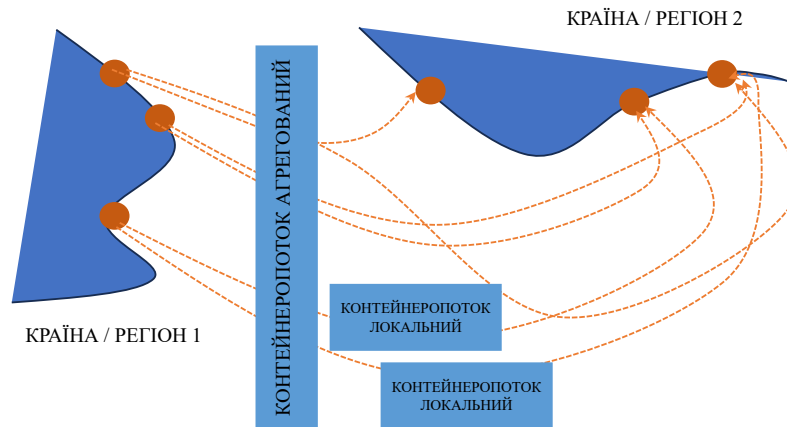 КРАЇНА / РЕГІОН 2
КОНТЕЙНЕРОПОТОК АГРЕГОВАНИЙ
КОНТЕЙНЕРОПОТОК
ЛОКАЛЬНИЙ
КРАЇНА / РЕГІОН 1
КОНТЕЙНЕРОПОТОК
ЛОКАЛЬНИЙ